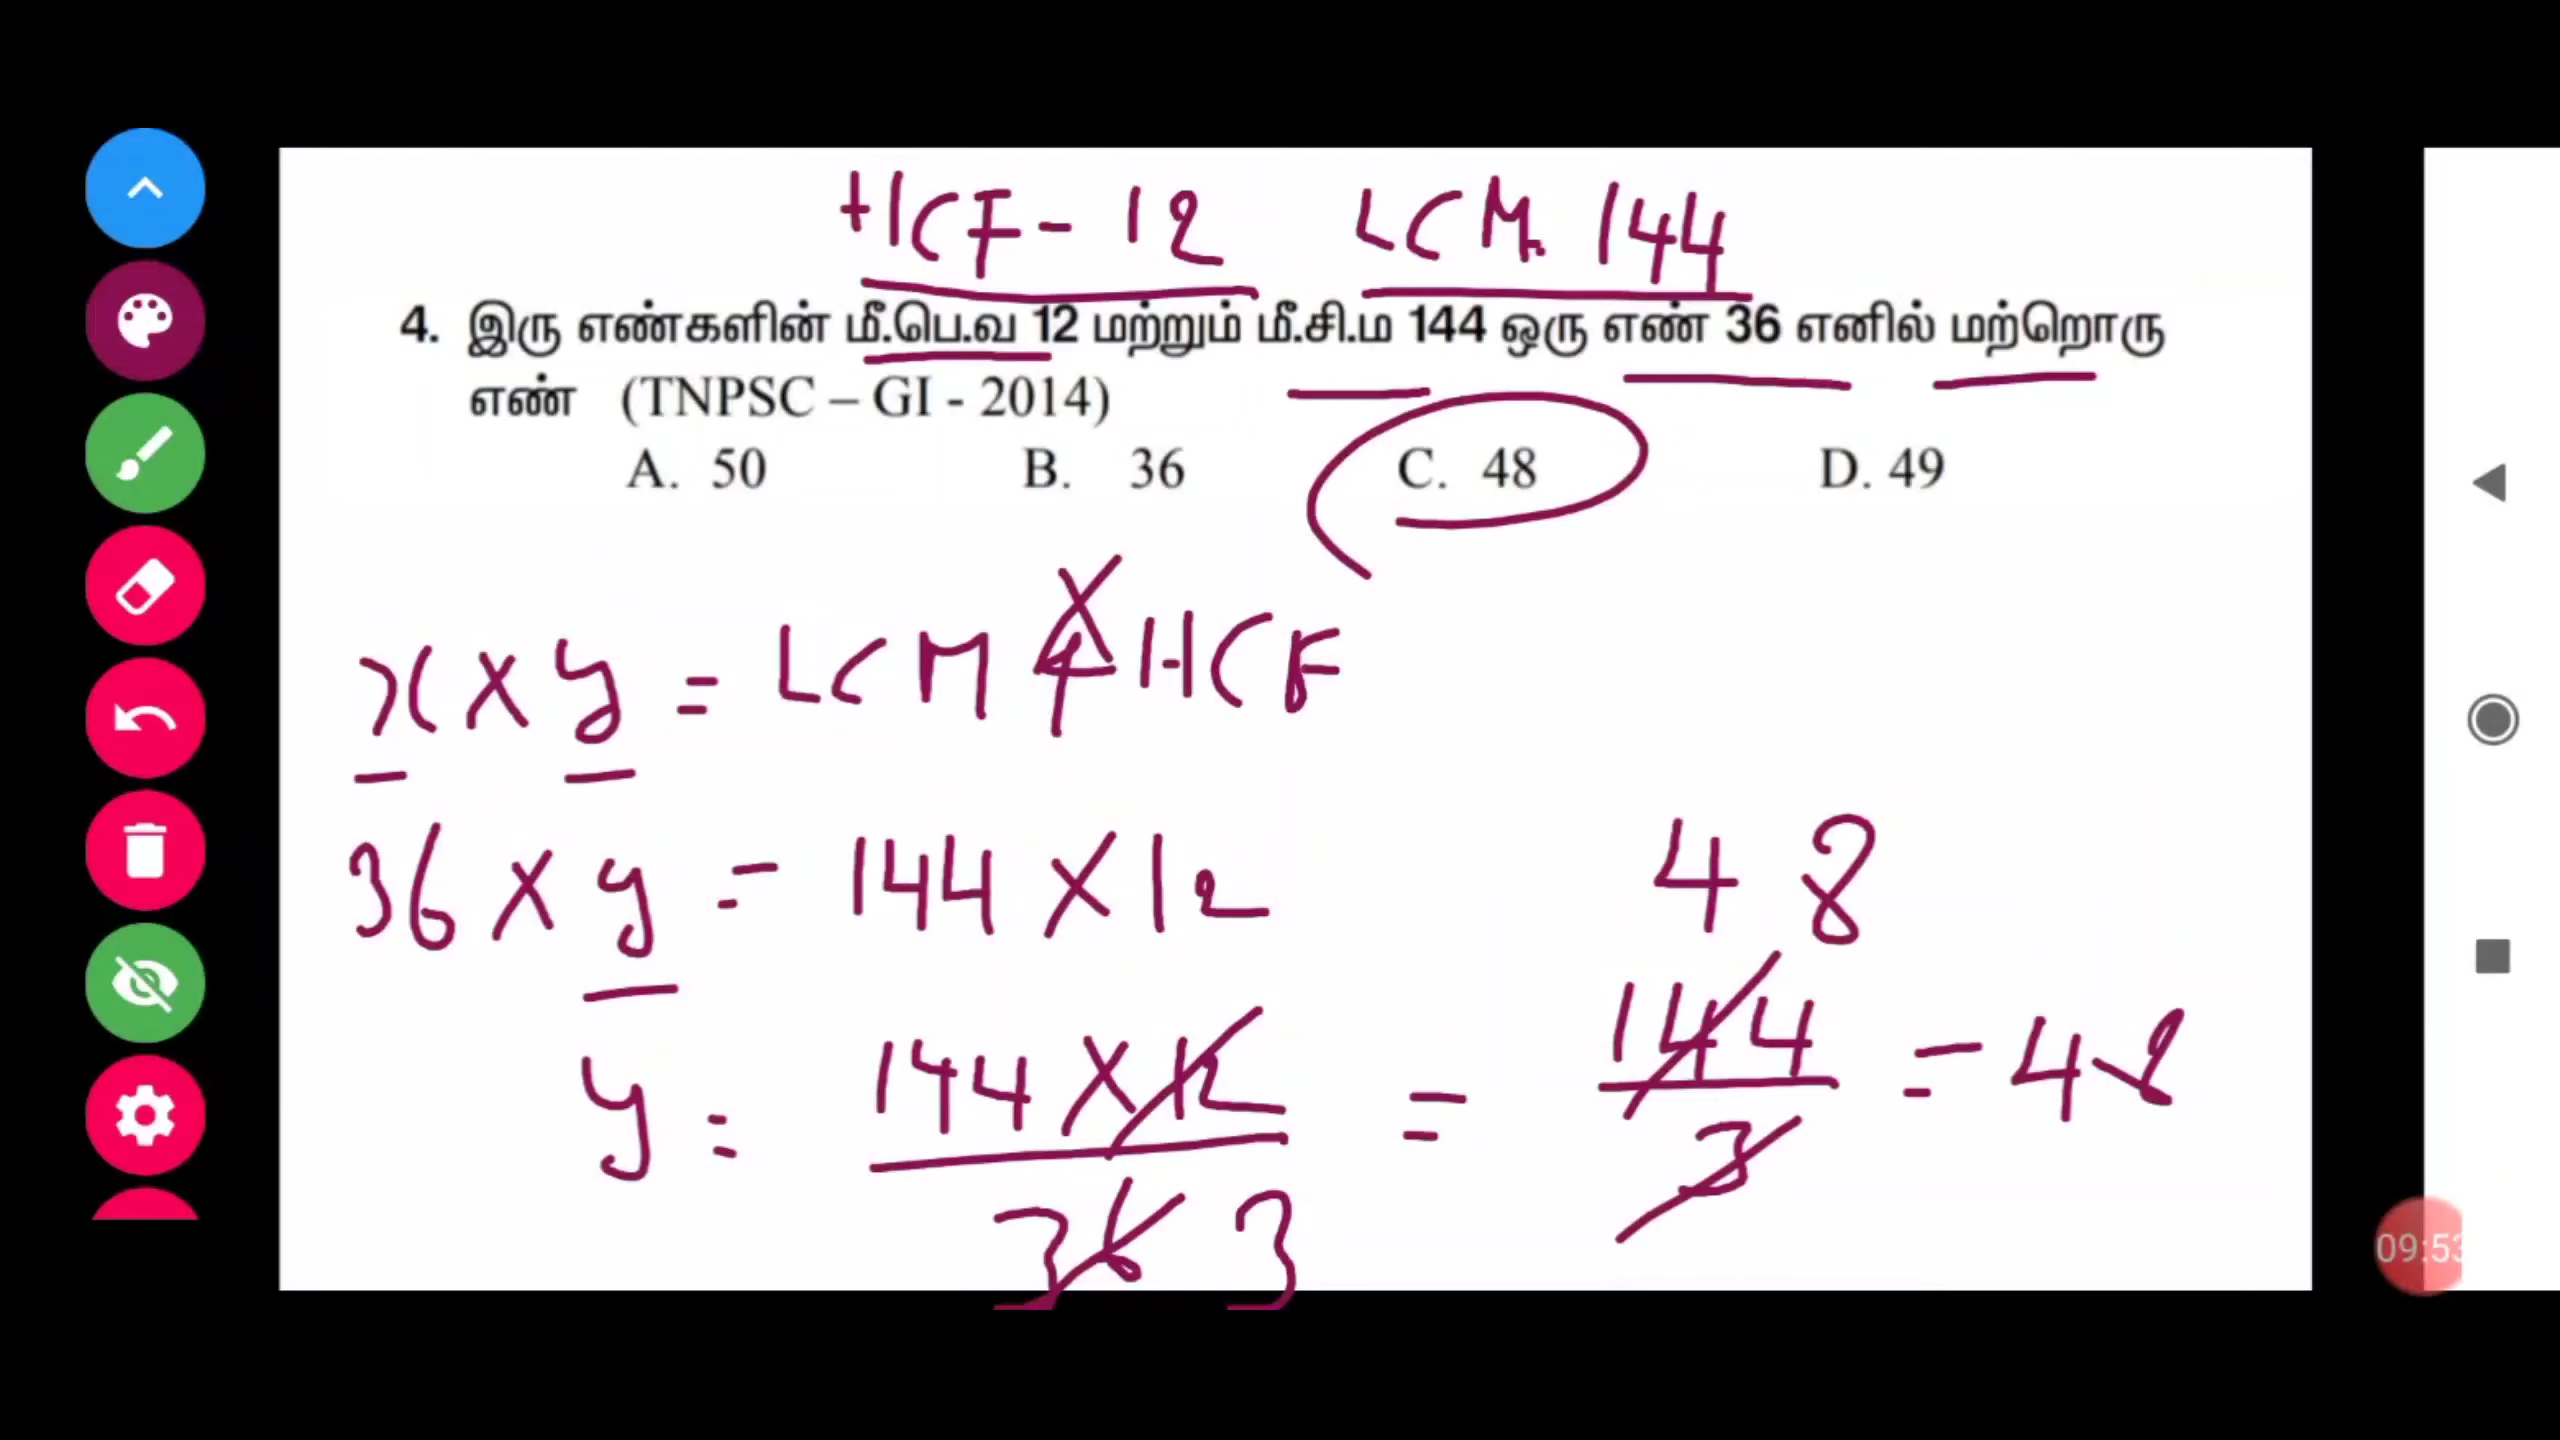 HCF - 12 LCM. 144
4. இரு எண்களின் மீ.பெ.வ 12 மற்றும் மீ.சி.ம 144 ஒரு எண் 36 எனில் மற்றொரு
எண் (TNPSC – GI - 2014)
A. 50 B. 36 C. 48 D. 49
x × y = LCM × HCF
36 × y = 144 × 12
48
y = 144 × 12 = 144 = 48
36 3 3
09:53